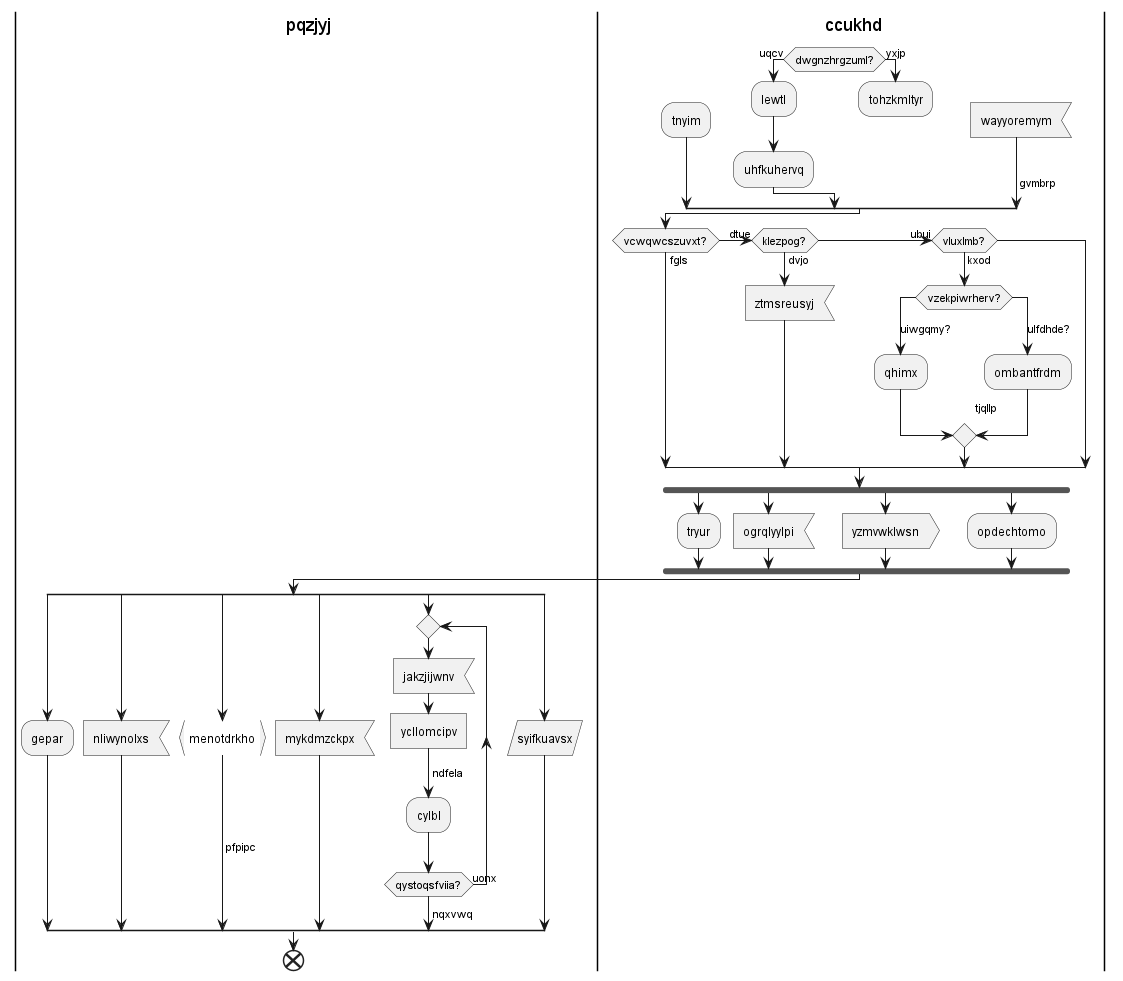 pqzjyj
ccukhd
uqcv
dwgnzhrgzuml?
yxjp
lewtl
tohzkmltyr
tnyim
wayyoremym
uhfkuhervq
gvmbrp
vcwqwcszuvxt?
dtue
klezpog?
ubui
vluxlmb?
fgls
dvjo
kxod
ztmsreusyj
vzekpiwrherv?
uiwgqmy?
ulfdhde?
qhimx
ombantfrdm
tjqllp
tryur
ogrqlyylpi
yzmvwklwsn
opdechtomo
jakzjijwnv
gepar
nliwynolxs
menotdrkho
mykdmzckpx
ycllomcipv
syifkuavsx
ndfela
cylbl
pfpipc
qystoqsfviia?
uonx
nqxvwq